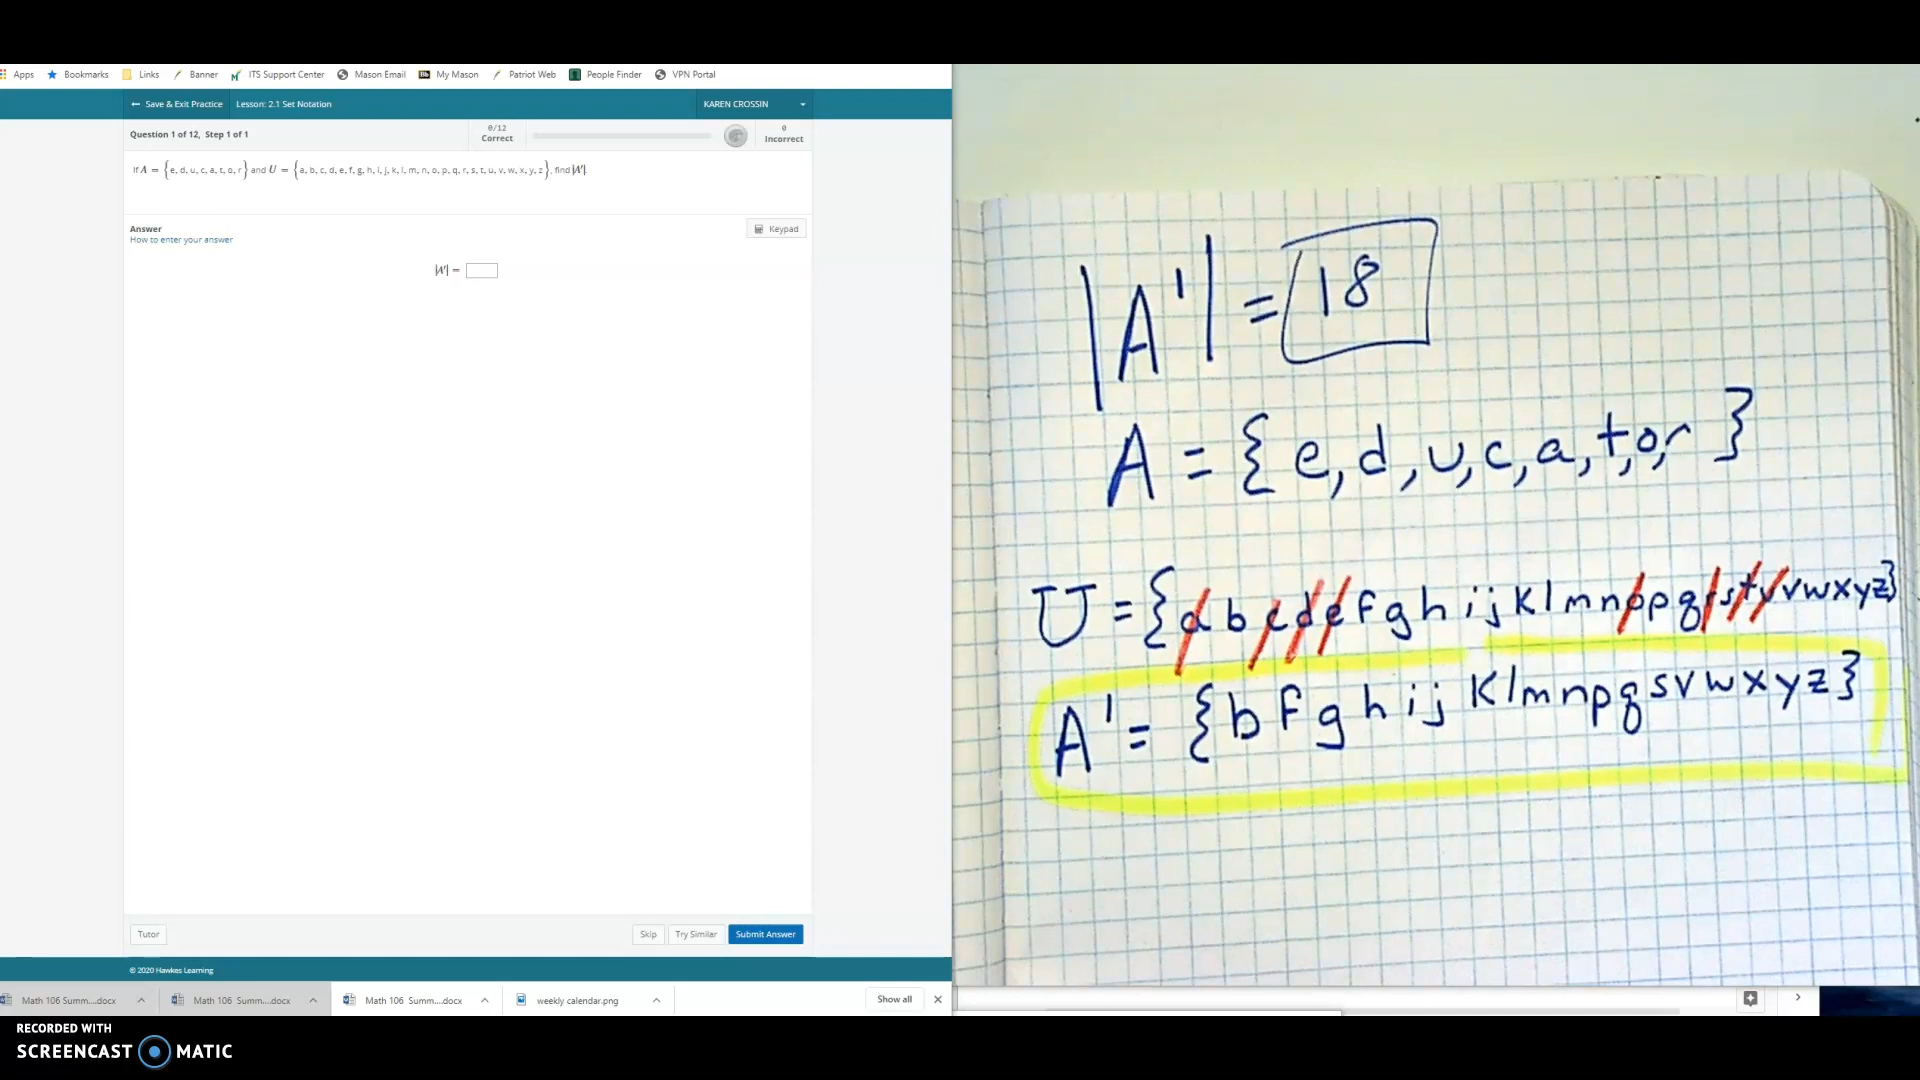 Apps Bookmarks Links Banner ITS Support Center Mason Email My Mason Patriot Web People Finder VPN Portal
← Save & Exit Practice Lesson: 2.1 Set Notation KAREN CROSSIN
Question 1 of 12, Step 1 of 1 0/12 Correct 0 Incorrect
If A = {e, d, u, c, a, t, o, r} and U = {a, b, c, d, e, f, g, h, i, j, k, l, m, n, o, p, q, r, s, t, u, v, w, x, y, z}, find |A'|.
Answer
How to enter your answer
Keypad
|A'| =
Tutor Skip Try Similar Submit Answer
© 2020 Hawkes Learning
Math 106 Summ....docx Math 106 Summ....docx Math 106 Summ....docx weekly calendar.png Show all
RECORDED WITH
SCREENCAST MATIC
|A'| = 18
A = { e, d, u, c, a, t, o, r }
U = { a b c d e f g h i j k l m n o p q r s t u v w x y z }
A' = { b f g h i j k l m n p q s v w x y z }